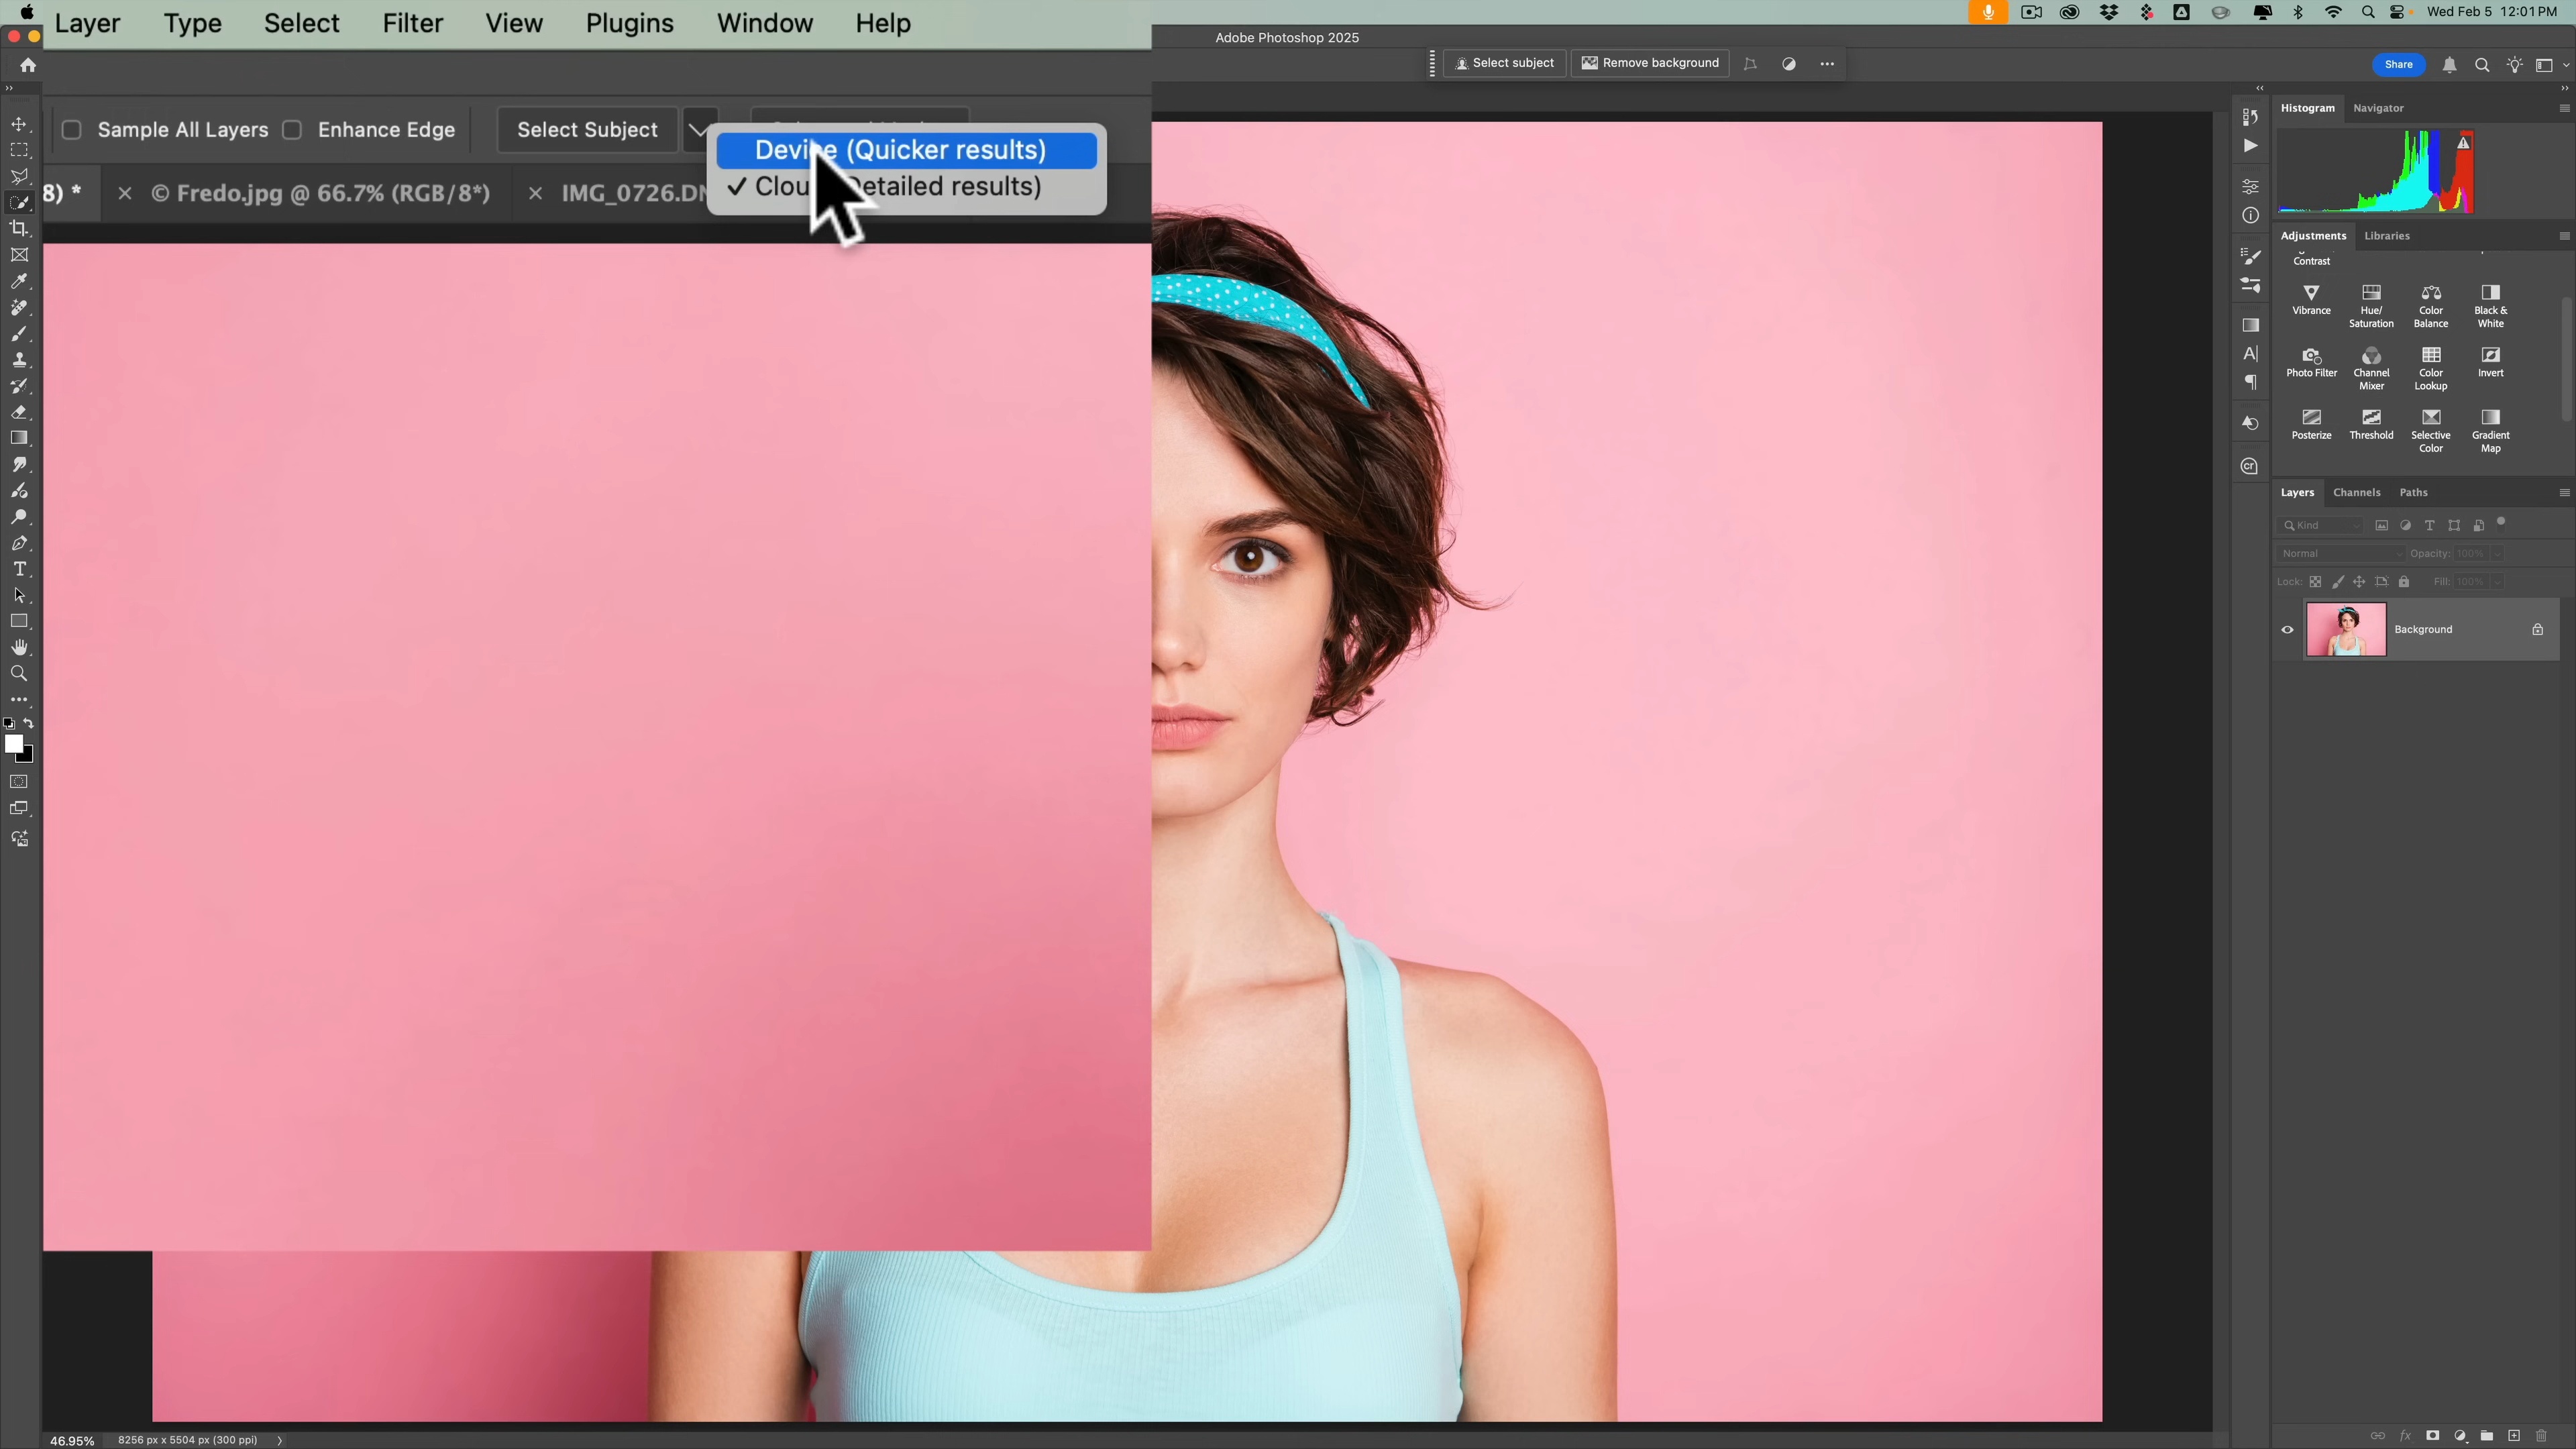 Layer Type Select Filter View Plugins Window Help
Wed Feb 5 12:01 PM
Adobe Photoshop 2025
Select subject
Remove background
Share
Sample All Layers
Enhance Edge
Select Subject
Device (Quicker results)
Detailed results)
8) *
© Fredo.jpg @ 66.7% (RGB/8*)
Histogram Navigator
Adjustments Libraries
Contrast
Vibrance
Hue/
Saturation
Color
Balance
Black &
White
Photo Filter
Channel
Mixer
Color
Lookup
Invert
Posterize
Threshold
Selective
Color
Gradient
Map
Layers Channels Paths
Kind
Normal
Opacity: 100%
Lock:
Fill: 100%
Background
46.95%
8256 px x 5504 px (300 ppi)